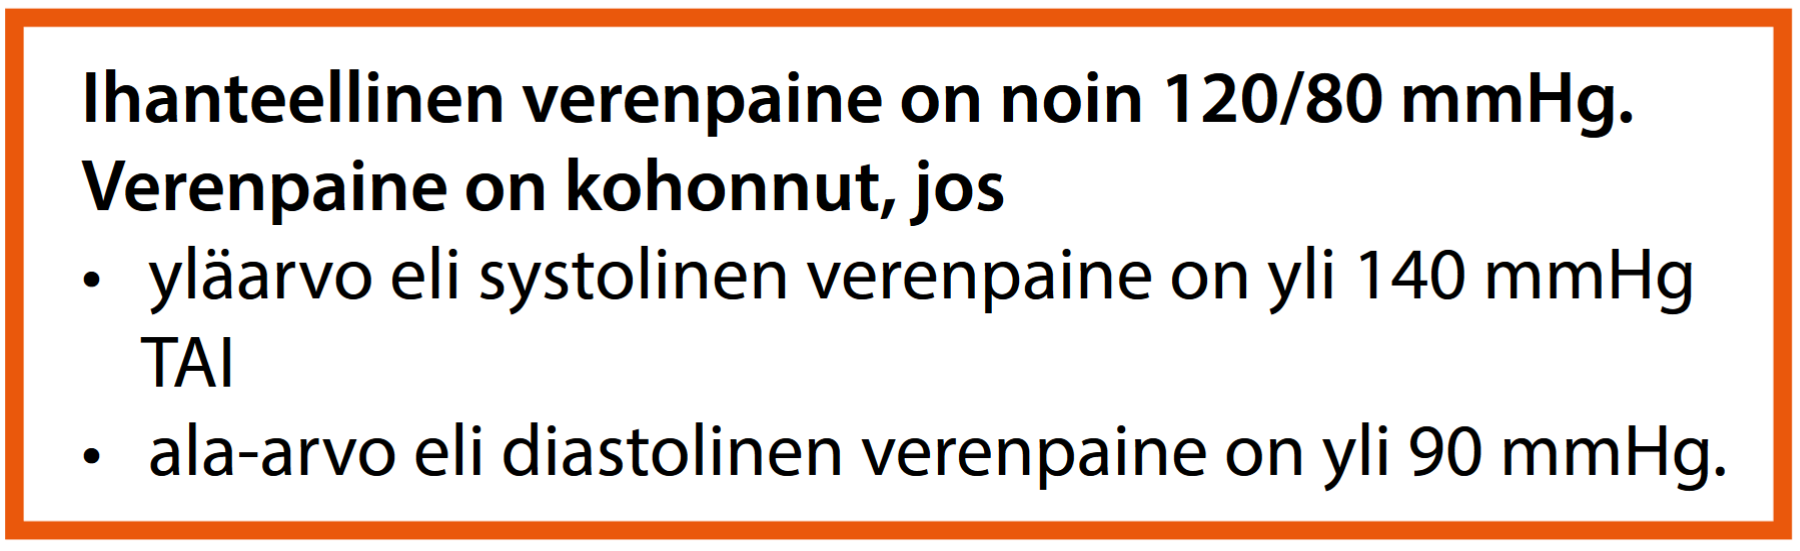 Ihanteellinen verenpaine on noin 120/80 mmHg.
Verenpaine on kohonnut, jos
• yläarvo eli systolinen verenpaine on yli 140 mmHg
TAI
• ala-arvo eli diastolinen verenpaine on yli 90 mmHg.